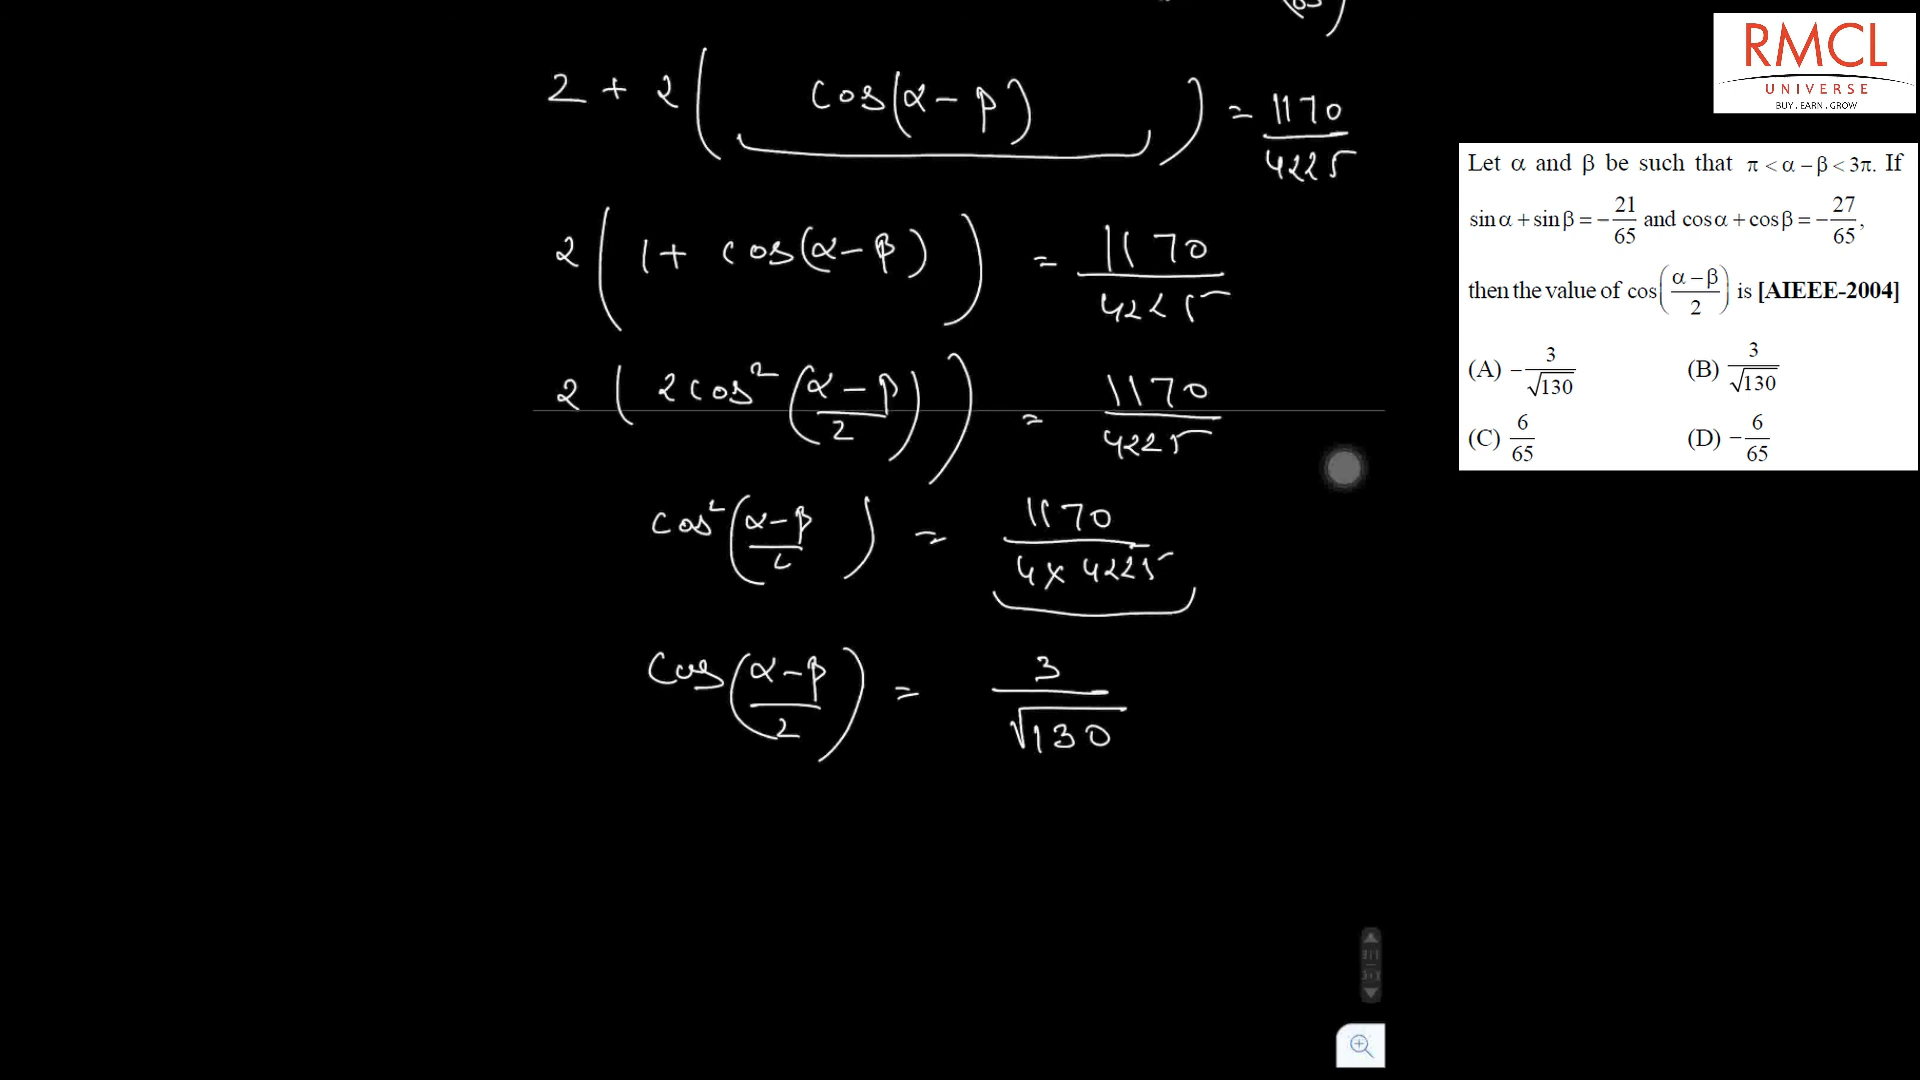 2 + 2 ( cos(α - β) ) = 1170/4225
2 ( 1 + cos(α - β) ) = 1170/4225
2 ( 2cos² (α - β/2) ) = 1170/4225
cos² (α - β/2) = 1170/4 × 4225
Cos (α - β/2) = 3/√130
RMCL
UNIVERSE
BUY . EARN . GROW
Let α and β be such that π < α − β < 3π. If
sin α + sin β = −21/65 and cos α + cos β = −27/65,
then the value of cos((α − β)/2) is [AIEEE-2004]
(A) −3/√130 (B) 3/√130
(C) 6/65 (D) −6/65